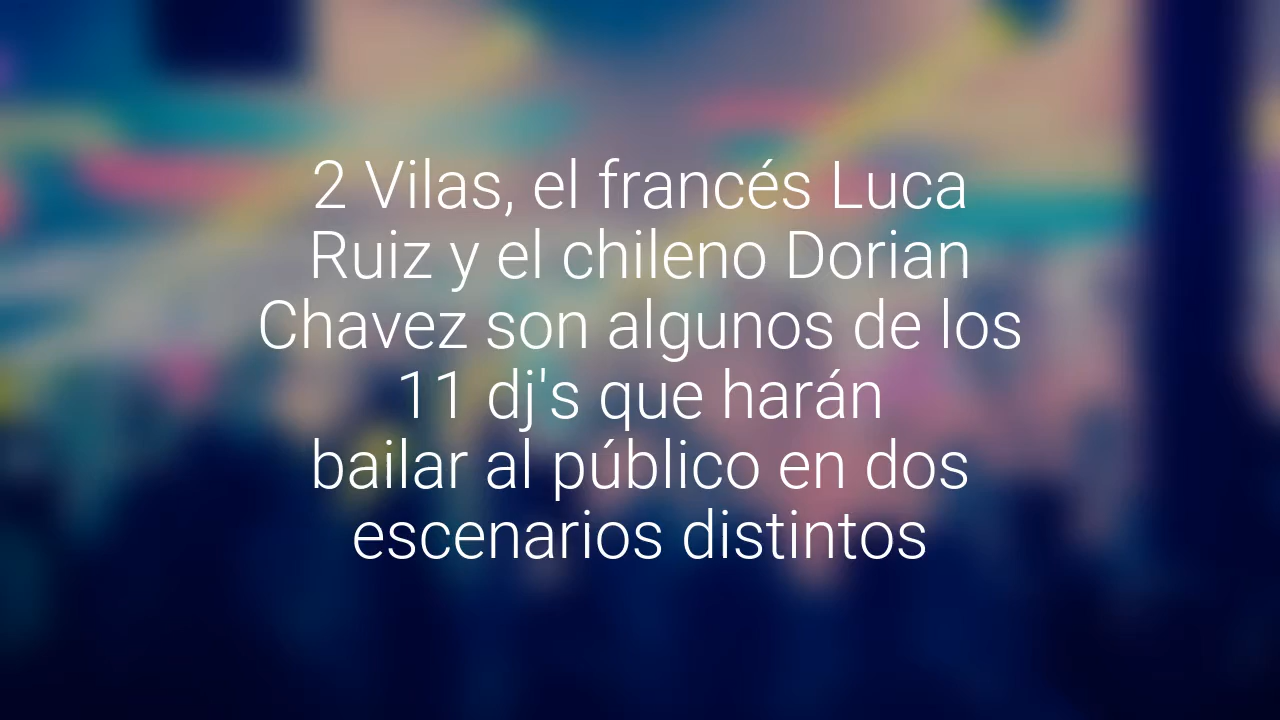 2 Vilas, el francés Luca
Ruiz y el chileno Dorian
Chavez son algunos de los
11 dj's que harán
bailar al público en dos
escenarios distintos